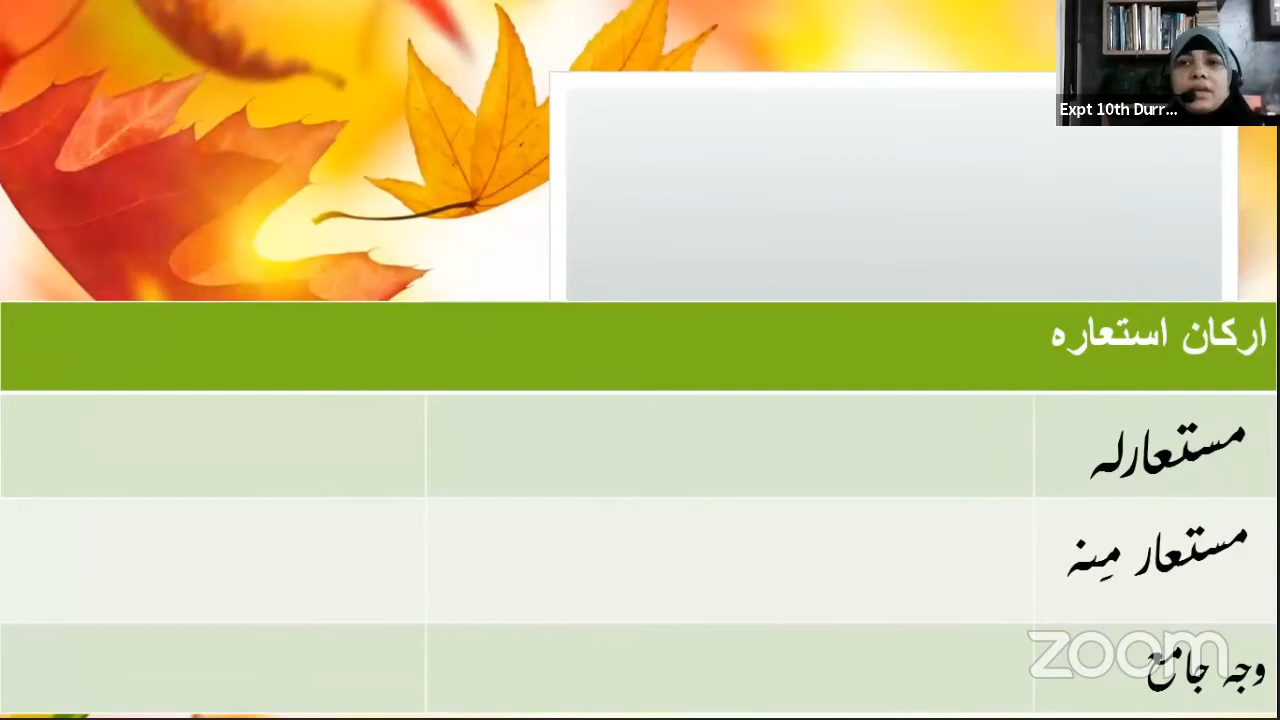 Expt 10th Durr...
ارکان استعارہ
مستعارلہ
مستعار مِنہ
وجہ جامع
zoom